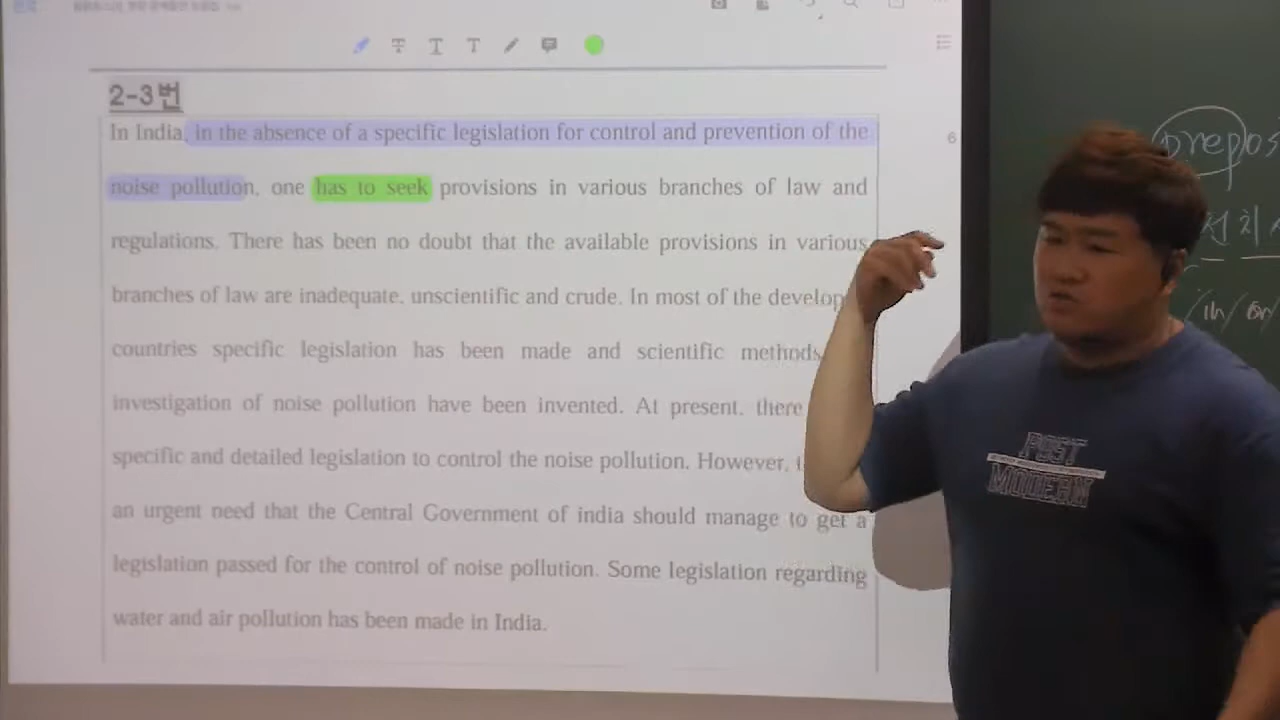 2-3번
In India, in the absence of a specific legislation for control and prevention of the
noise pollution, one has to seek provisions in various branches of law and
regulations. There has been no doubt that the available provisions in various
branches of law are inadequate, unscientific and crude. In most of the develop
countries specific legislation has been made and scientific methods
investigation of noise pollution have been invented. At present, there
specific and detailed legislation to control the noise pollution. However,
an urgent need that the Central Government of india should manage to get a
legislation passed for the control of noise pollution. Some legislation regarding
water and air pollution has been made in India.
6
prepos
전치
/in/on
POST
MODERN